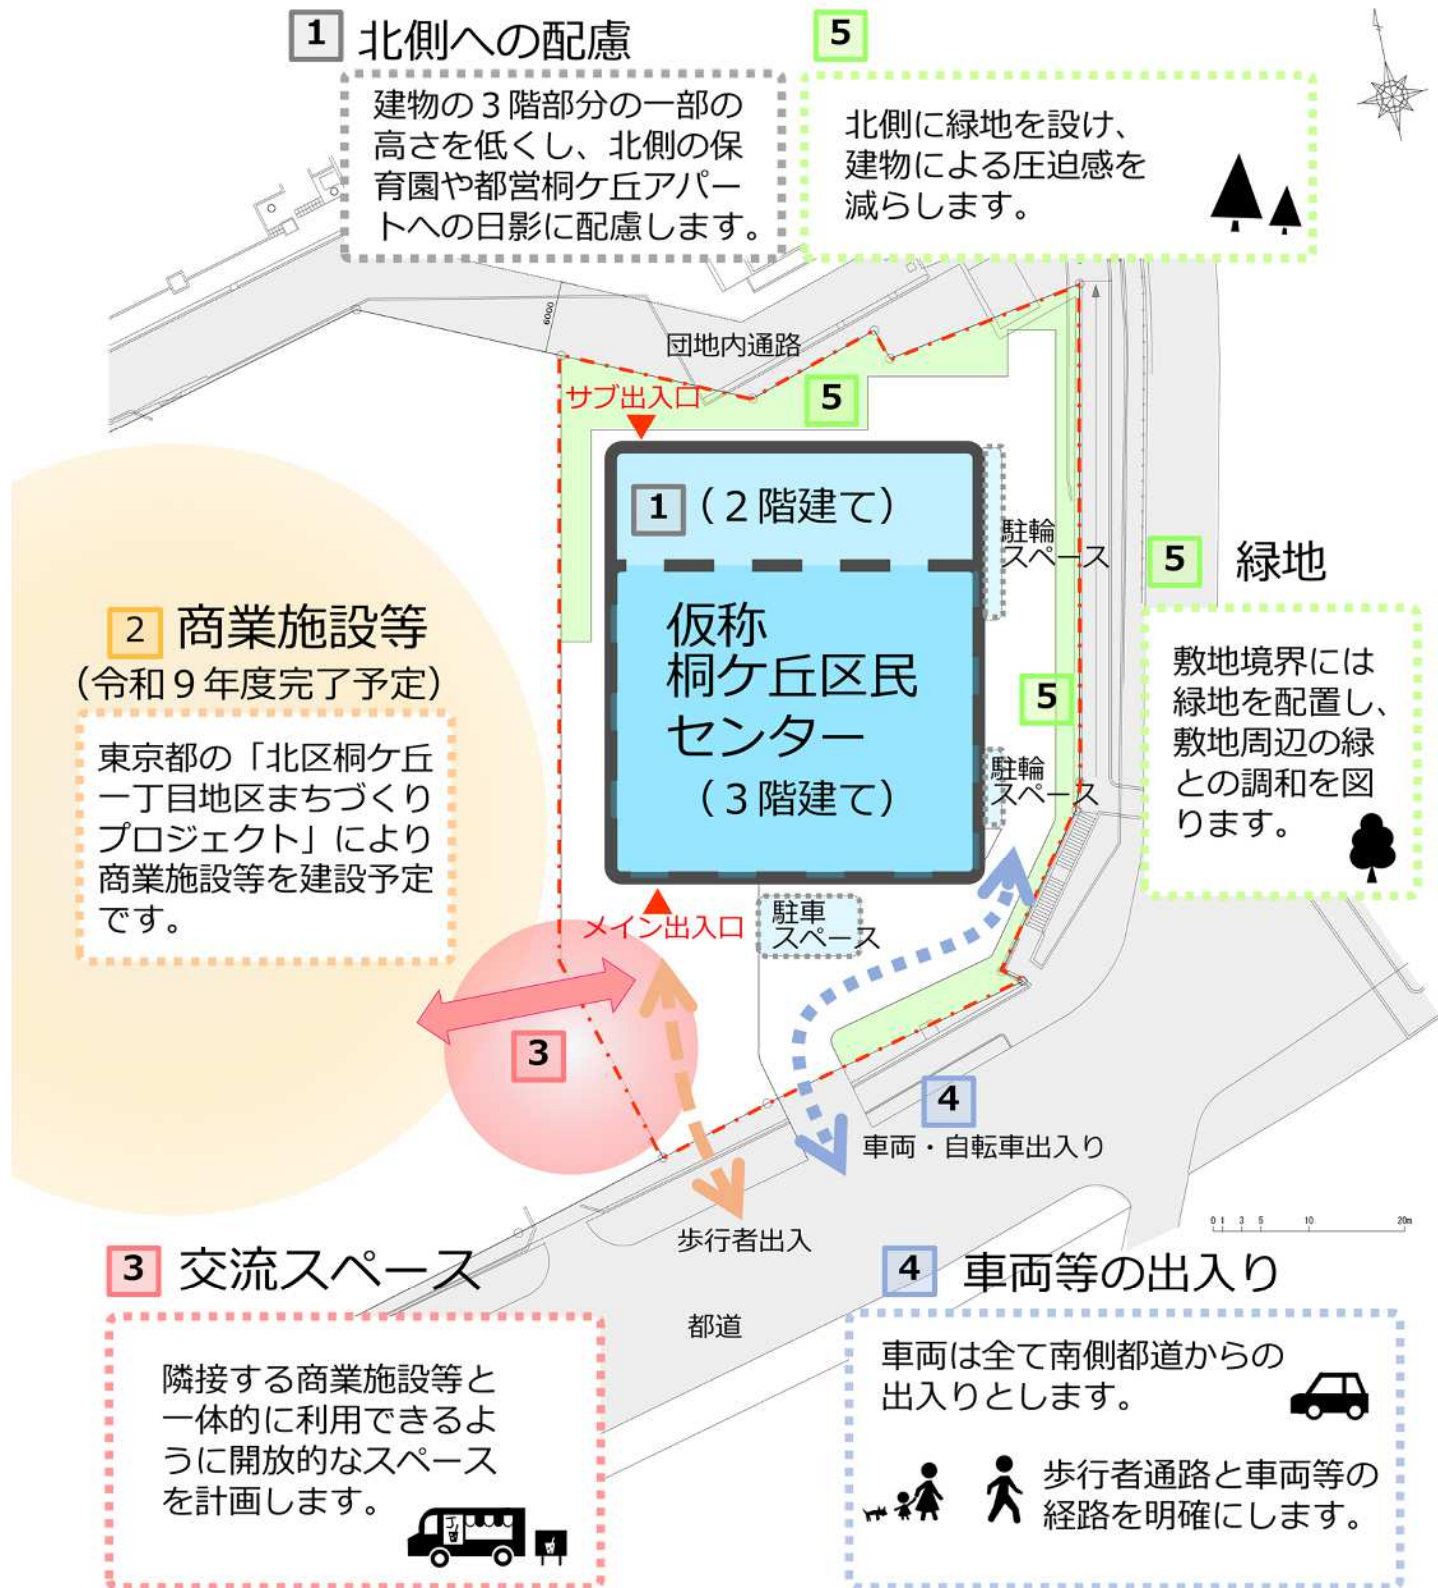 1 北側への配慮
建物の３階部分の一部の
高さを低くし、北側の保
育園や都営桐ケ丘アパー
トへの日影に配慮します。
5
北側に緑地を設け、
建物による圧迫感を
減らします。
6000
団地内通路
サブ出入口
5
1 （２階建て）
駐輪
スペース
仮称
桐ケ丘区民
センター
（３階建て）
5
駐輪
スペース
5 緑地
敷地境界には
緑地を配置し、
敷地周辺の緑
との調和を図
ります。
2 商業施設等
（令和９年度完了予定）
東京都の「北区桐ケ丘
一丁目地区まちづくり
プロジェクト」により
商業施設等を建設予定
です。
メイン出入口
駐車
スペース
3
4
車両・自転車出入り
歩行者出入
都道
0 1 3 5 10 20m
3 交流スペース
隣接する商業施設等と
一体的に利用できるよ
うに開放的なスペース
を計画します。
4 車両等の出入り
車両は全て南側都道からの
出入りとします。
歩行者通路と車両等の
経路を明確にします。